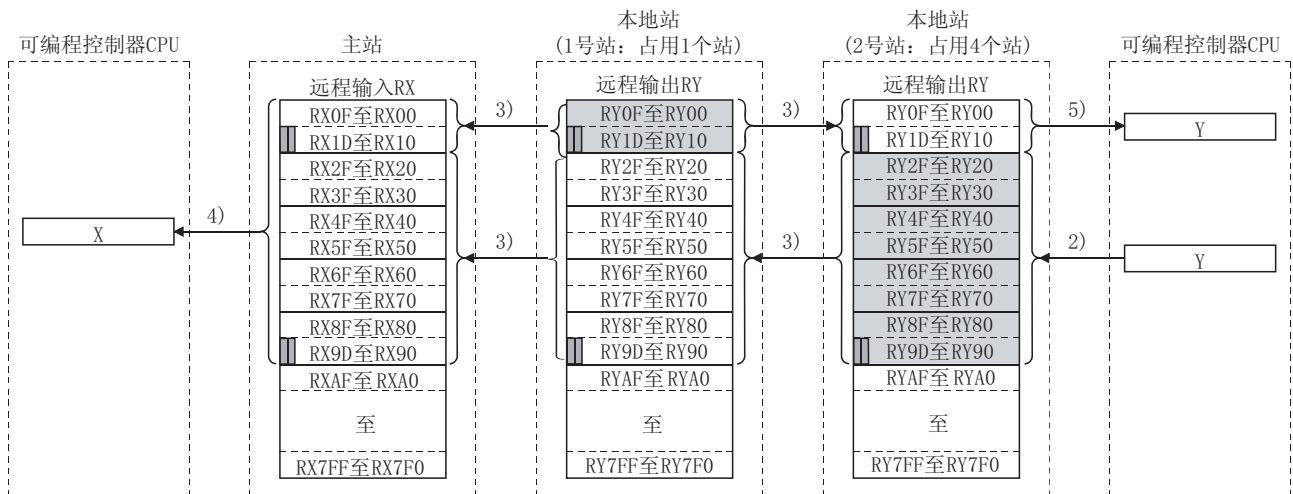 可编程控制器CPU
X
4)
主站
远程输入RX
RX0F至RX00
RX1D至RX10
RX2F至RX20
RX3F至RX30
RX4F至RX40
RX5F至RX50
RX6F至RX60
RX7F至RX70
RX8F至RX80
RX9D至RX90
RXAF至RXA0
至
RX7FF至RX7F0
3)
3)
本地站
(1号站：占用1个站)
远程输出RY
RY0F至RY00
RY1D至RY10
RY2F至RY20
RY3F至RY30
RY4F至RY40
RY5F至RY50
RY6F至RY60
RY7F至RY70
RY8F至RY80
RY9D至RY90
RYAF至RYA0
至
RY7FF至RY7F0
3)
3)
本地站
(2号站：占用4个站)
远程输出RY
RY0F至RY00
RY1D至RY10
RY2F至RY20
RY3F至RY30
RY4F至RY40
RY5F至RY50
RY6F至RY60
RY7F至RY70
RY8F至RY80
RY9D至RY90
RYAF至RYA0
至
RY7FF至RY7F0
5)
2)
可编程控制器CPU
Y
Y